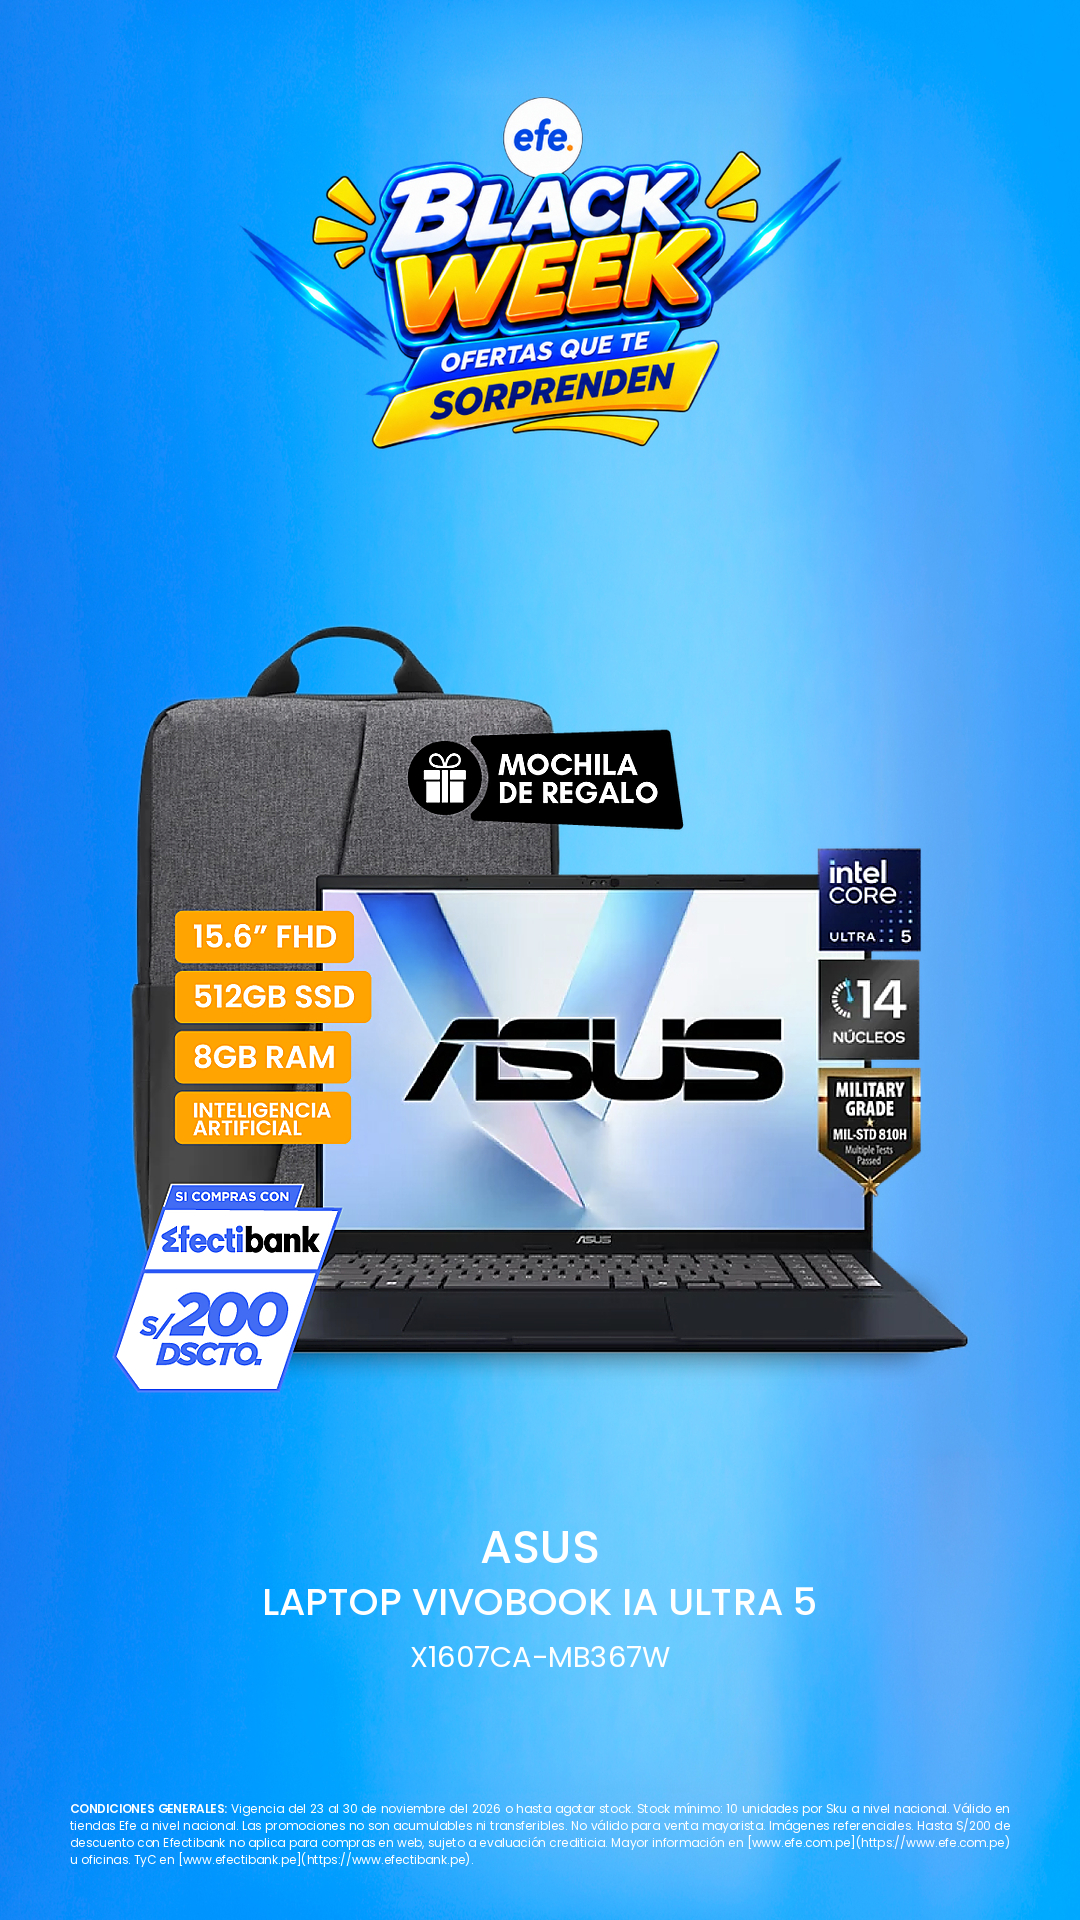 efe.
BLACK
WEEK
OFERTAS QUE TE
SORPRENDEN
MOCHILA
DE REGALO
intel
CORE
ULTRA 5
15.6” FHD
512GB SSD
8GB RAM
INTELIGENCIA
ARTIFICIAL
14
NÚCLEOS
ASUS
MILITARY
GRADE
MIL-STD 810H
Multiple Tests
Passed
SI COMPRAS CON
Efectibank
S/200
DSCTO.
ASUS
ASUS
LAPTOP VIVOBOOK IA ULTRA 5
X1607CA-MB367W
CONDICIONES GENERALES: Vigencia del 23 al 30 de noviembre del 2026 o hasta agotar stock. Stock mínimo: 10 unidades por Sku a nivel nacional. Válido en
tiendas Efe a nivel nacional. Las promociones no son acumulables ni transferibles. No válido para venta mayorista. Imágenes referenciales. Hasta S/200 de
descuento con Efectibank no aplica para compras en web, sujeto a evaluación crediticia. Mayor información en [www.efe.com.pe](https://www.efe.com.pe)
u oficinas. TyC en [www.efectibank.pe](https://www.efectibank.pe).